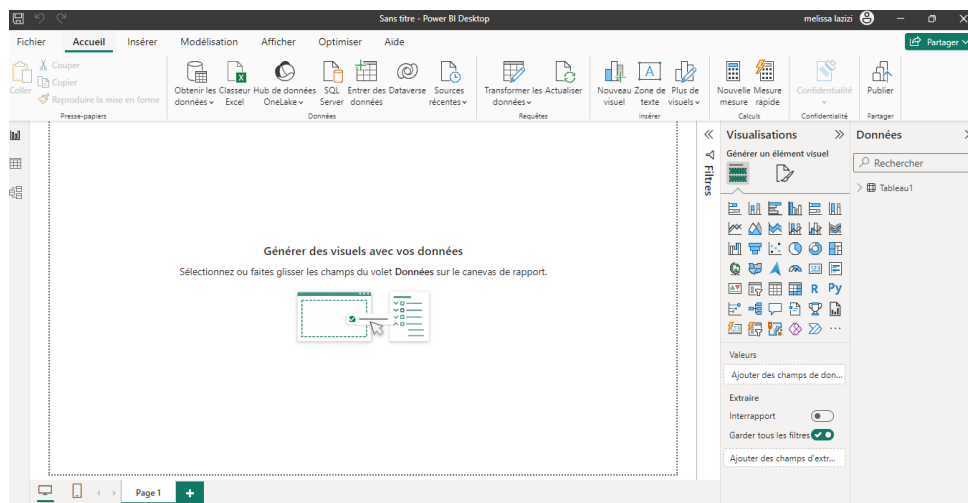 Sans titre - Power BI Desktop
melissa lazizi
Fichier Accueil Insérer Modélisation Afficher Optimiser Aide
Partager
Coller
Couper
Copier
Reproduire la mise en forme
Presse-papiers
Obtenir les données
Classeur Excel
Hub de données OneLake
SQL Server
Entrer des données
Dataverse
Sources récentes
Données
Transformer les données
Actualiser
Requêtes
Nouveau visuel
Zone de texte
Plus de visuels
Insérer
Nouvelle mesure
Mesure rapide
Calculs
Confidentialité
Confidentialité
Publier
Partager
Générer des visuels avec vos données
Sélectionnez ou faites glisser les champs du volet Données sur le canevas de rapport.
Filtres
Visualisations
Générer un élément visuel
123
R Py
Valeurs
Ajouter des champs de don...
Extraire
Interrapport
Garder tous les filtres
Ajouter des champs d'extr...
Données
Rechercher
Tableau1
Page 1